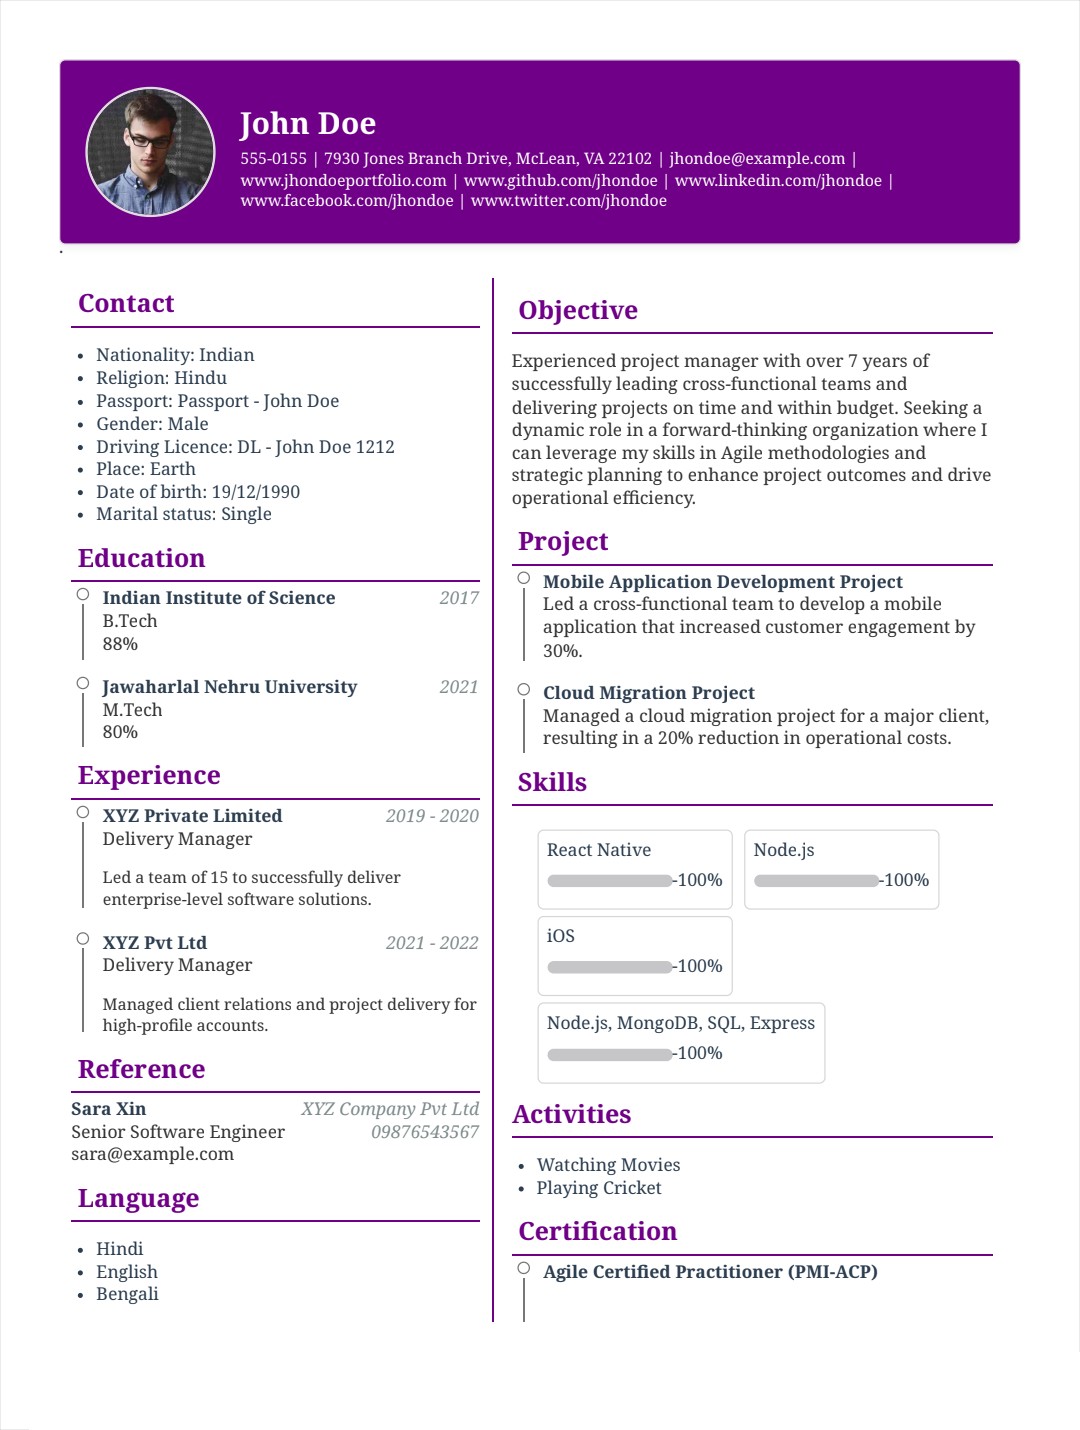 John Doe
555-0155 | 7930 Jones Branch Drive, McLean, VA 22102 | jhondoe@example.com |
www.jhondoeportfolio.com | www.github.com/jhondoe | www.linkedin.com/jhondoe |
www.facebook.com/jhondoe | www.twitter.com/jhondoe
.
Contact
• Nationality: Indian
• Religion: Hindu
• Passport: Passport - John Doe
• Gender: Male
• Driving Licence: DL - John Doe 1212
• Place: Earth
• Date of birth: 19/12/1990
• Marital status: Single
Education
Indian Institute of Science 2017
B.Tech
88%
Jawaharlal Nehru University 2021
M.Tech
80%
Experience
XYZ Private Limited 2019 - 2020
Delivery Manager
Led a team of 15 to successfully deliver
enterprise-level software solutions.
XYZ Pvt Ltd 2021 - 2022
Delivery Manager
Managed client relations and project delivery for
high-profile accounts.
Reference
Sara Xin XYZ Company Pvt Ltd
Senior Software Engineer 09876543567
sara@example.com
Language
• Hindi
• English
• Bengali
Objective
Experienced project manager with over 7 years of
successfully leading cross-functional teams and
delivering projects on time and within budget. Seeking a
dynamic role in a forward-thinking organization where I
can leverage my skills in Agile methodologies and
strategic planning to enhance project outcomes and drive
operational efficiency.
Project
Mobile Application Development Project
Led a cross-functional team to develop a mobile
application that increased customer engagement by
30%.
Cloud Migration Project
Managed a cloud migration project for a major client,
resulting in a 20% reduction in operational costs.
Skills
React Native
-100%
Node.js
-100%
iOS
-100%
Node.js, MongoDB, SQL, Express
-100%
Activities
• Watching Movies
• Playing Cricket
Certification
Agile Certified Practitioner (PMI-ACP)